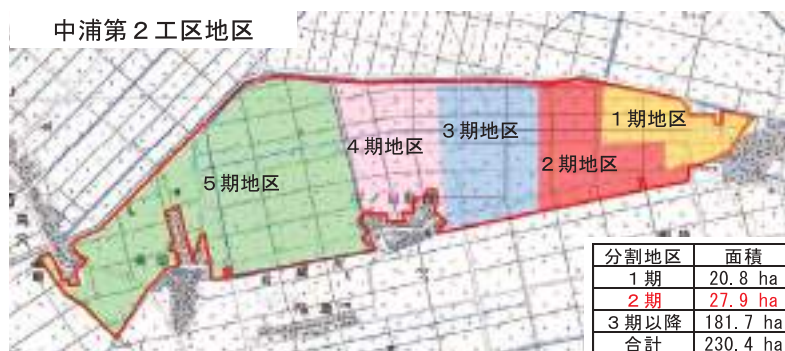 中浦第２工区地区
１期地区
３期地区
４期地区
２期地区
５期地区
分割地区 面積
１期 20.8 ha
２期 27.9 ha
３期以降 181.7 ha
合計 230.4 ha